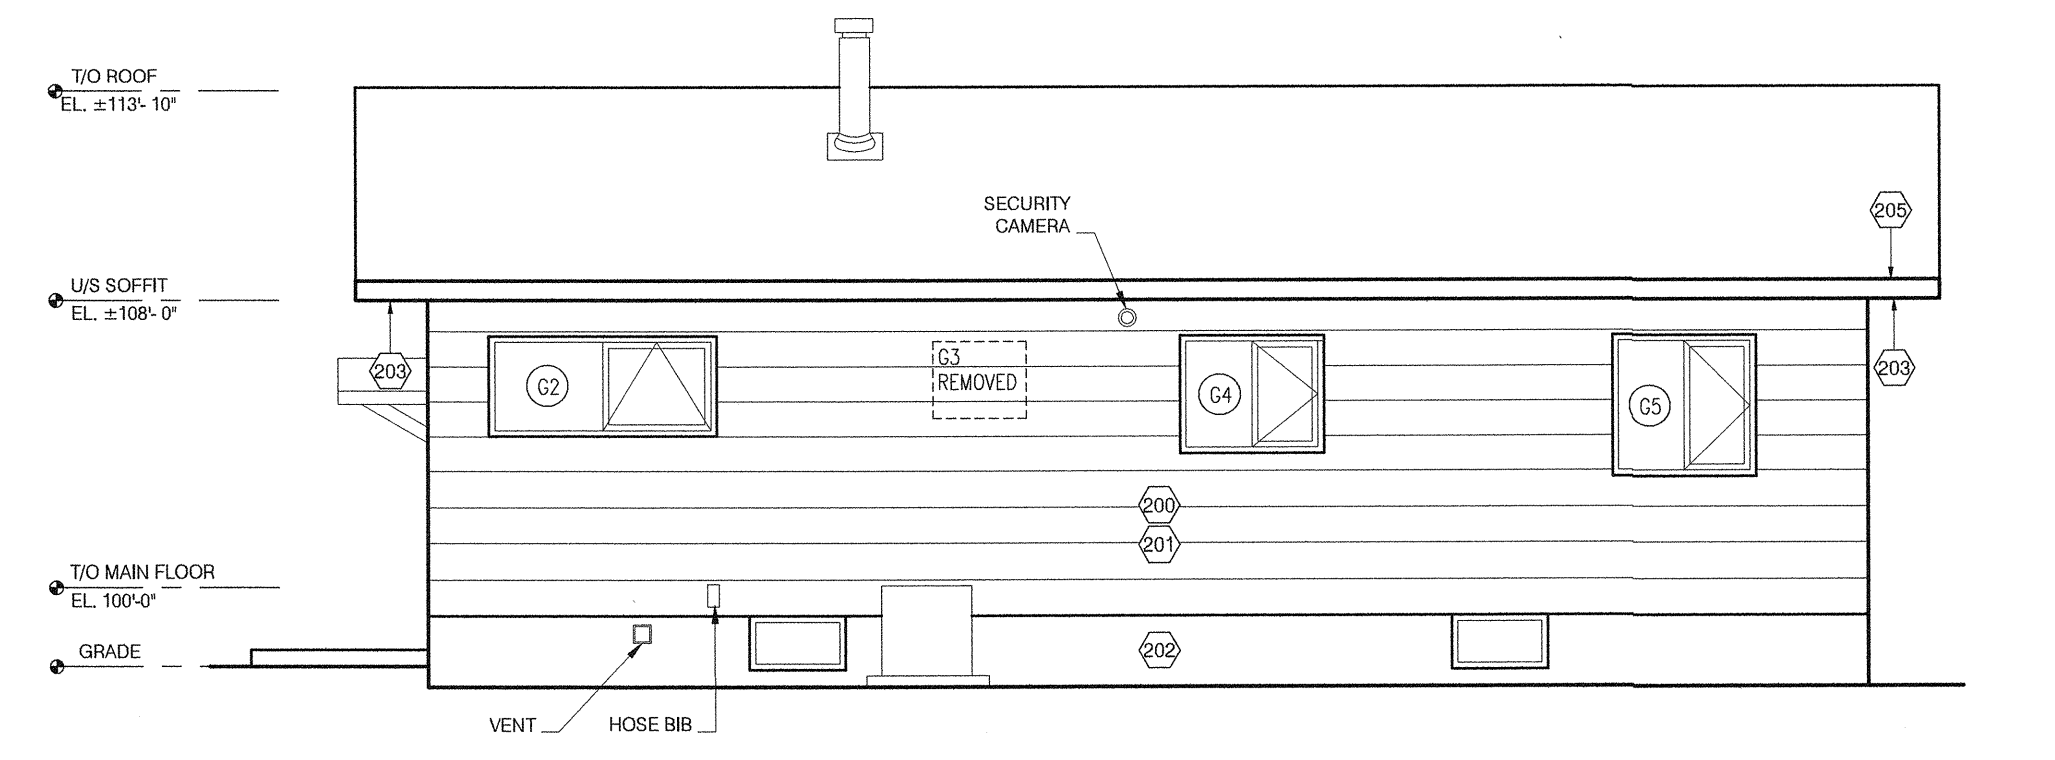 T/O ROOF
EL. ±113'- 10"
SECURITY
CAMERA
205
U/S SOFFIT
EL. ±108'- 0"
203
G2
G3
REMOVED
G4
G5
203
200
201
T/O MAIN FLOOR
EL. 100'-0"
GRADE
202
VENT
HOSE BIB